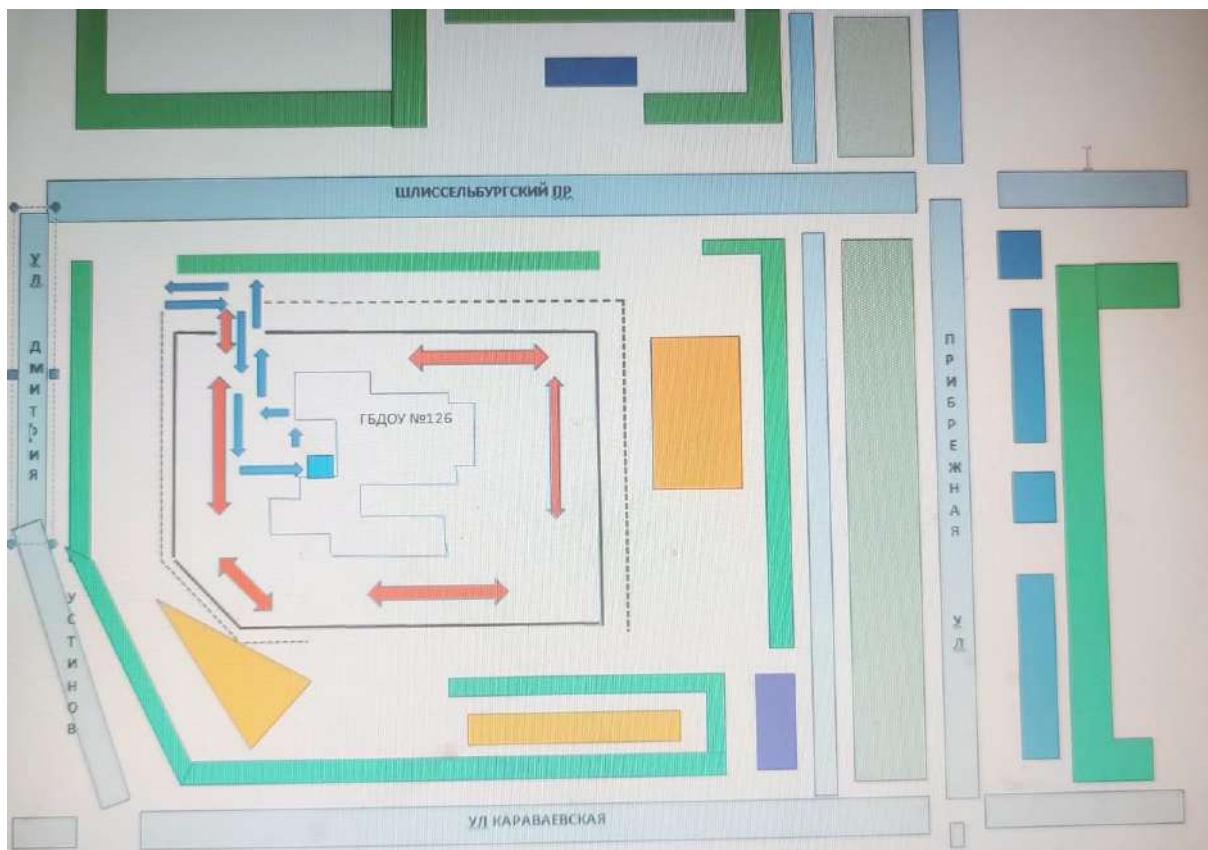 ШЛИССЕЛЬБУРГСКИЙ ПР.
УЛ
ДМИТРИЯ
УСТИНОВ
ГБДОУ №126
ПРИБРЕЖНАЯ
УЛ
УЛ КАРАВАЕВСКАЯ